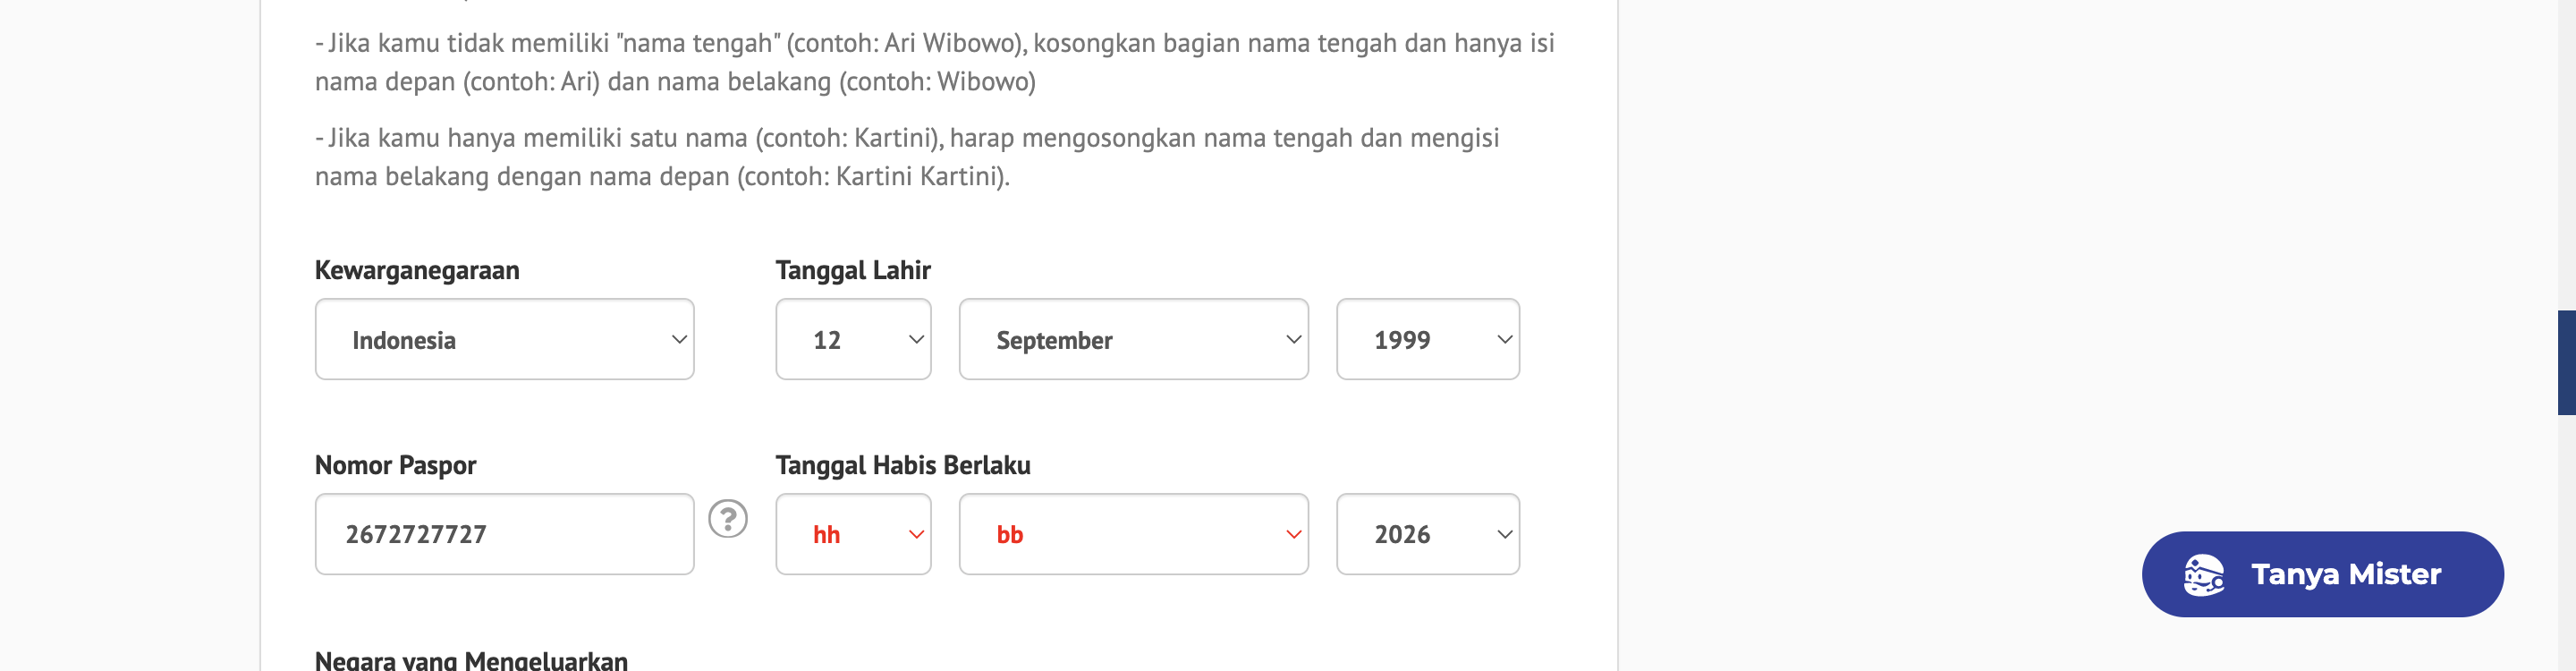 - Jika kamu tidak memiliki "nama tengah" (contoh: Ari Wibowo), kosongkan bagian nama tengah dan hanya isi
nama depan (contoh: Ari) dan nama belakang (contoh: Wibowo)
- Jika kamu hanya memiliki satu nama (contoh: Kartini), harap mengosongkan nama tengah dan mengisi
nama belakang dengan nama depan (contoh: Kartini Kartini).
Kewarganegaraan
Tanggal Lahir
Indonesia
12
September
1999
Nomor Paspor
Tanggal Habis Berlaku
2672727727
?
hh
bb
2026
Tanya Mister
Negara yang Mengeluarkan